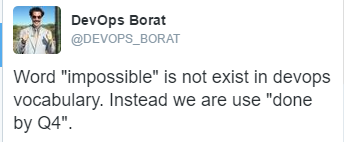 DevOps Borat
@DEVOPS_BORAT
Word "impossible" is not exist in devops
vocabulary. Instead we are use "done
by Q4".